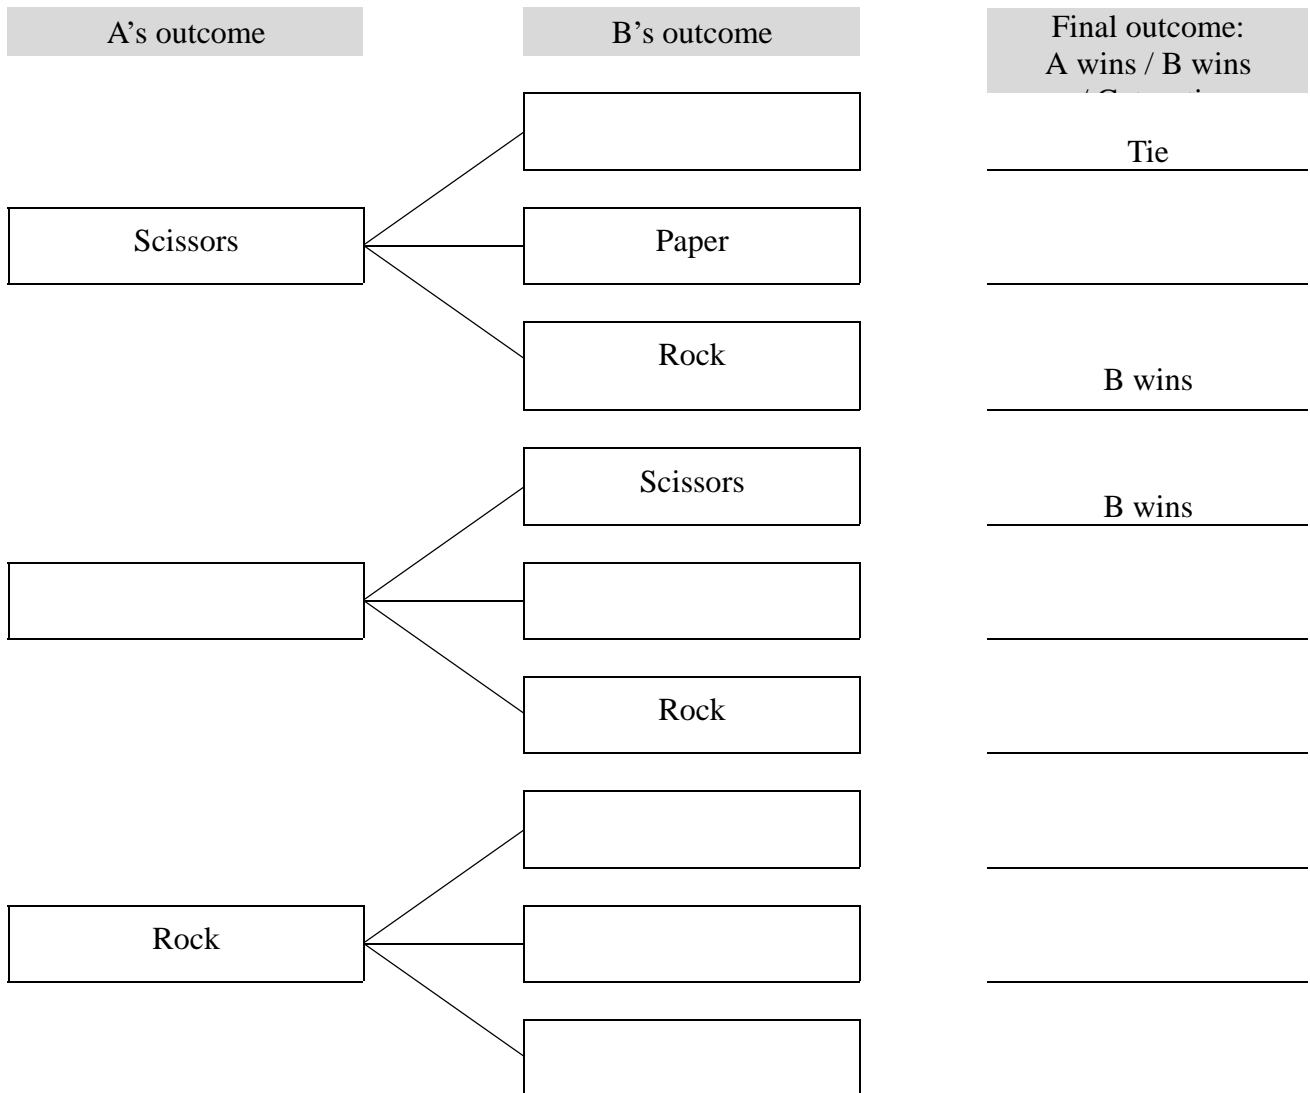 A’s outcome
B’s outcome
Final outcome:
A wins / B wins
Tie
Scissors
Paper
Rock
B wins
Scissors
B wins
Rock
Rock